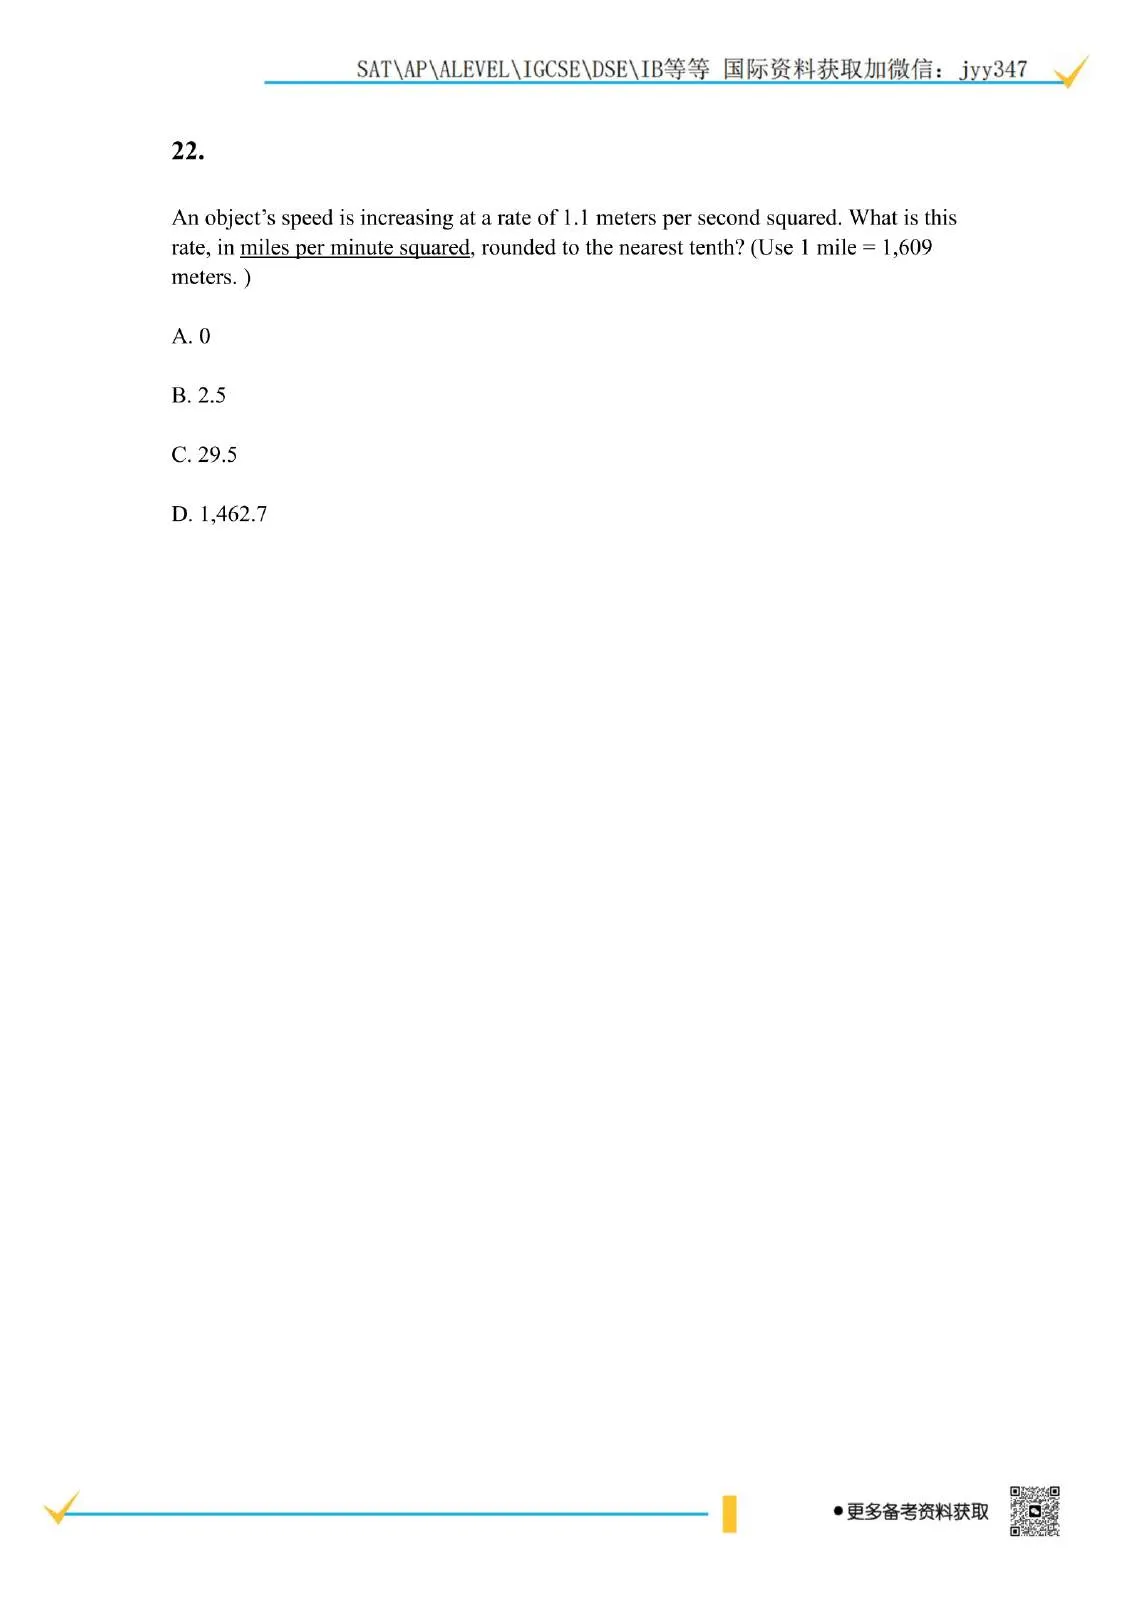 SAT\AP\ALEVEL\IGCSE\DSE\IB等等 国际资料获取加微信：jyy347
22.
An object’s speed is increasing at a rate of 1.1 meters per second squared. What is this
rate, in miles per minute squared, rounded to the nearest tenth? (Use 1 mile = 1,609
meters. )
A. 0
B. 2.5
C. 29.5
D. 1,462.7
●更多备考资料获取